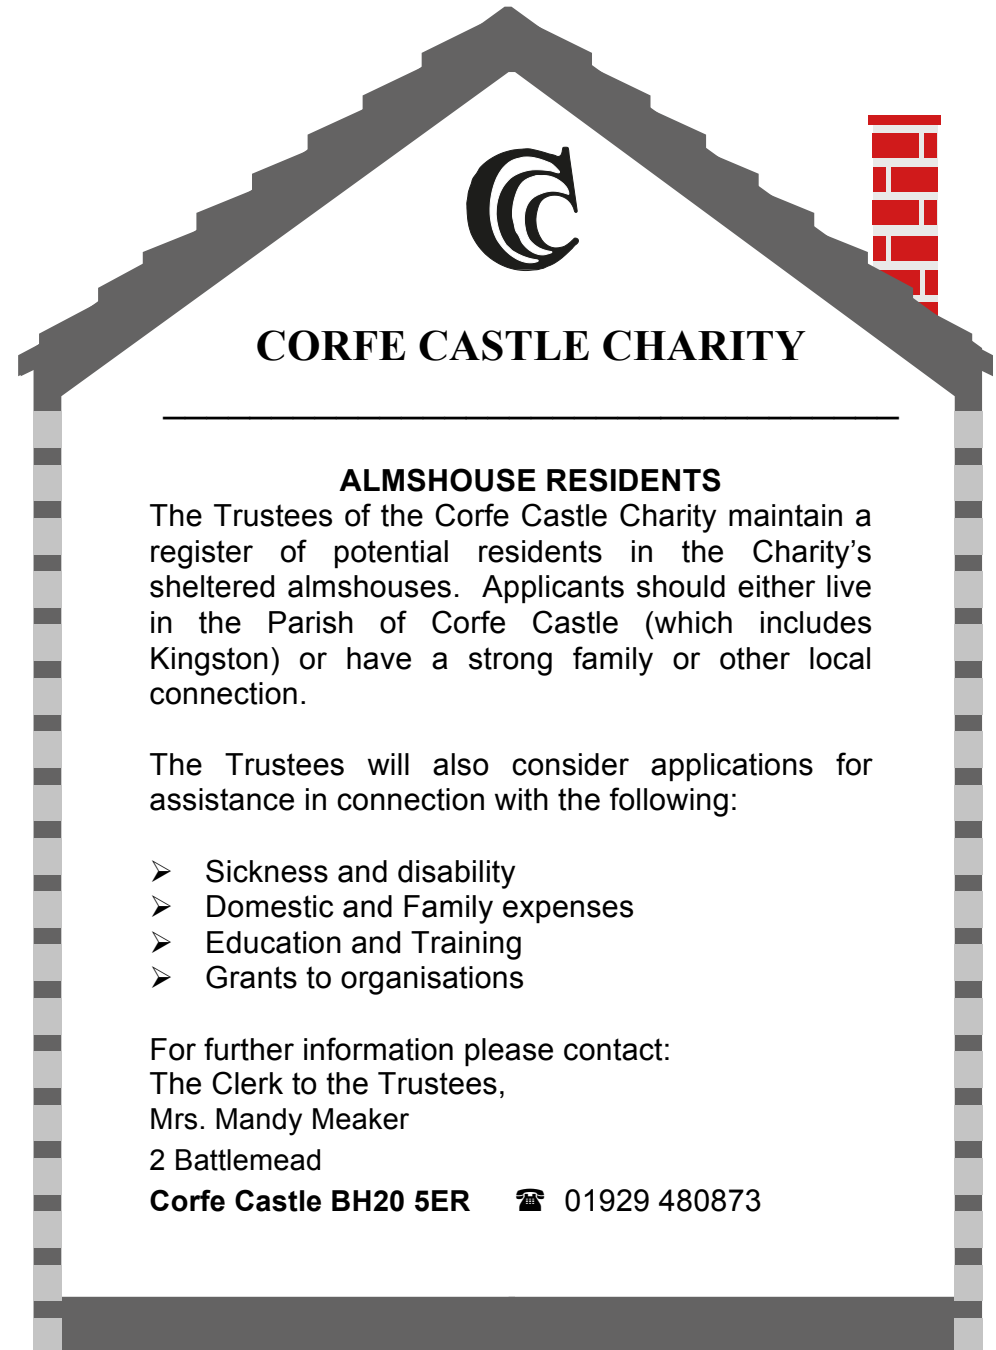 CCC
CORFE CASTLE CHARITY
ALMSHOUSE RESIDENTS
The Trustees of the Corfe Castle Charity maintain a
register of potential residents in the Charity’s
sheltered almshouses. Applicants should either live
in the Parish of Corfe Castle (which includes
Kingston) or have a strong family or other local
connection.
The Trustees will also consider applications for
assistance in connection with the following:
➢ Sickness and disability
➢ Domestic and Family expenses
➢ Education and Training
➢ Grants to organisations
For further information please contact:
The Clerk to the Trustees,
Mrs. Mandy Meaker
2 Battlemead
Corfe Castle BH20 5ER ☎ 01929 480873